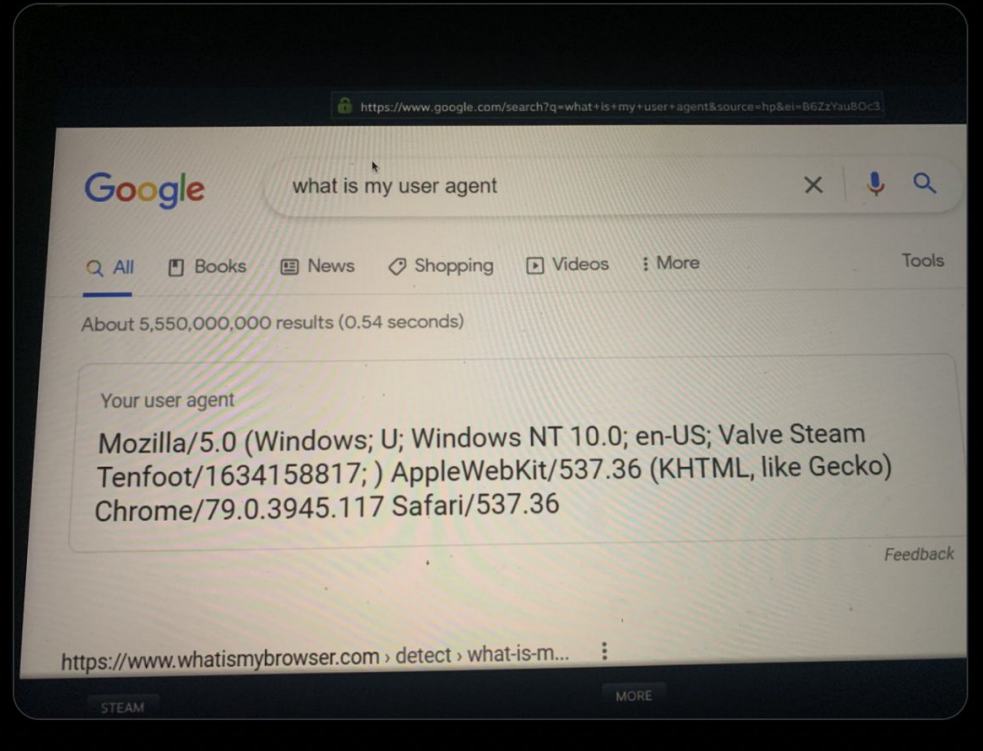 https://www.google.com/search?q=what+is+my+user+agent&source=hp&ei=B6ZzYau8Oc3
Google
what is my user agent
All Books News Shopping Videos More Tools
About 5,550,000,000 results (0.54 seconds)
Your user agent
Mozilla/5.0 (Windows; U; Windows NT 10.0; en-US; Valve Steam
Tenfoot/1634158817; ) AppleWebKit/537.36 (KHTML, like Gecko)
Chrome/79.0.3945.117 Safari/537.36
Feedback
https://www.whatismybrowser.com › detect › what-is-m...
STEAM MORE